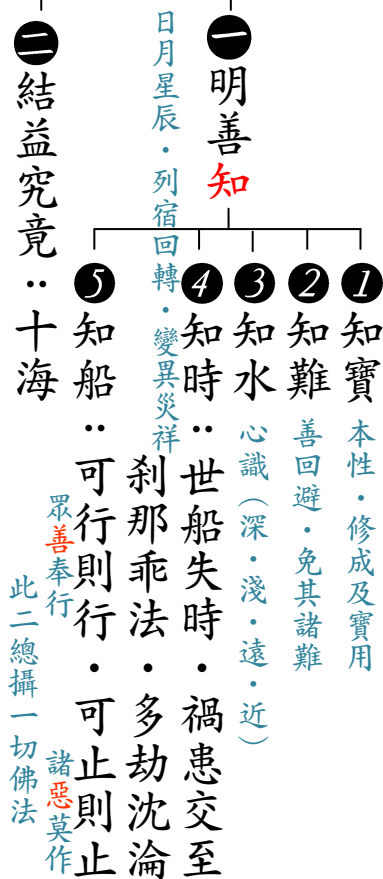 一 明善知
❶知寶
本性・修成及寶用
❷知難
善回避・免其諸難
❸知水
心識（深・淺・遠・近）
❹知時：世船失時・禍患交至
剎那乖法・多劫沈淪
日月星辰・列宿回轉・變異災祥
❺知船：可行則行・可止則止
眾善奉行
諸惡莫作
此二總攝一切佛法
二 結益究竟：十海